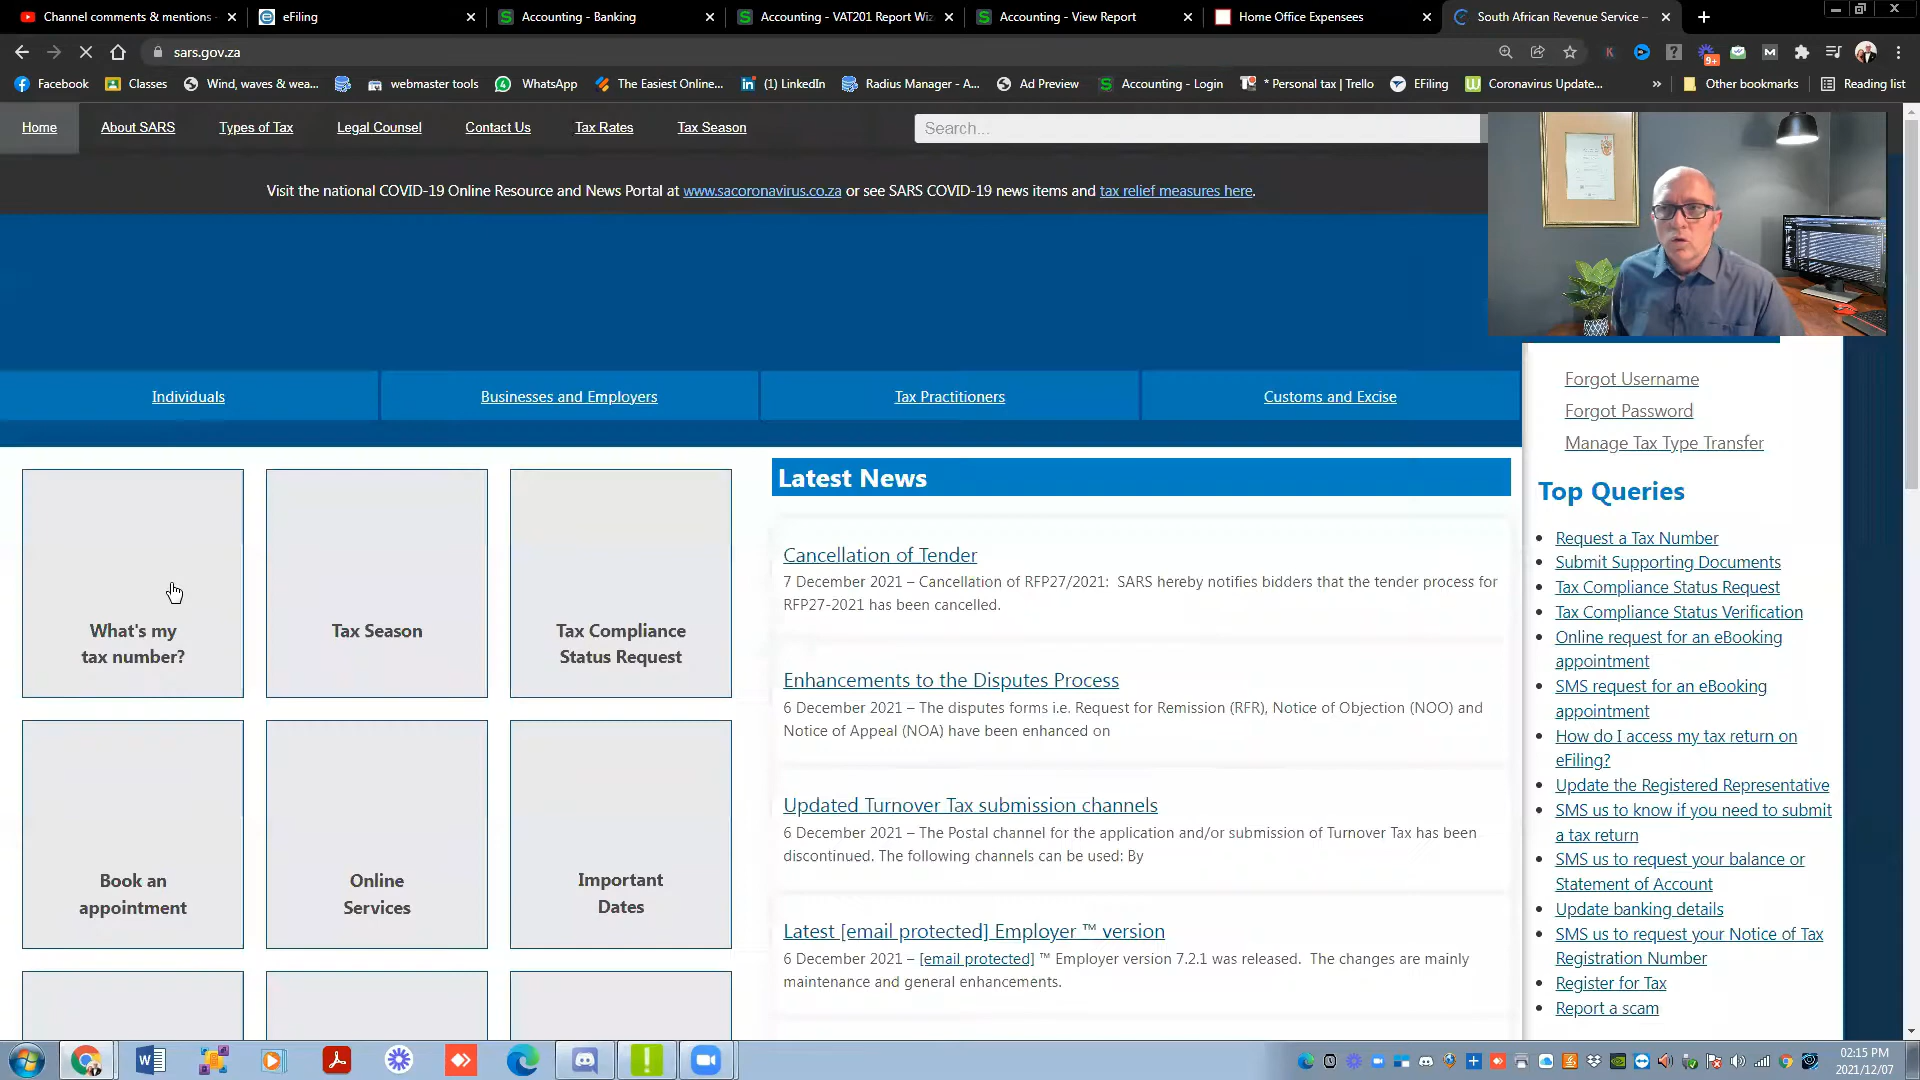 Channel comments & mentions
eFiling
Accounting - Banking
Accounting - VAT201 Report Wiz
Accounting - View Report
Home Office Expensees
South African Revenue Service –
sars.gov.za
Facebook
Classes
Wind, waves & wea...
webmaster tools
WhatsApp
The Easiest Online...
(1) LinkedIn
Radius Manager - A...
Ad Preview
Accounting - Login
* Personal tax | Trello
EFiling
Coronavirus Update...
»
Other bookmarks
Reading list
Home
About SARS
Types of Tax
Legal Counsel
Contact Us
Tax Rates
Tax Season
Search...
Visit the national COVID-19 Online Resource and News Portal at www.sacoronavirus.co.za or see SARS COVID-19 news items and tax relief measures here.
Individuals
Businesses and Employers
Tax Practitioners
Customs and Excise
Forgot Username
Forgot Password
Manage Tax Type Transfer
What's my
tax number?
Tax Season
Tax Compliance
Status Request
Book an
appointment
Online
Services
Important
Dates
Latest News
Cancellation of Tender
7 December 2021 – Cancellation of RFP27/2021: SARS hereby notifies bidders that the tender process for
RFP27-2021 has been cancelled.
Enhancements to the Disputes Process
6 December 2021 – The disputes forms i.e. Request for Remission (RFR), Notice of Objection (NOO) and
Notice of Appeal (NOA) have been enhanced on
Updated Turnover Tax submission channels
6 December 2021 – The Postal channel for the application and/or submission of Turnover Tax has been
discontinued. The following channels can be used: By
Latest [email protected] Employer ™ version
6 December 2021 – [email protected] ™ Employer version 7.2.1 was released. The changes are mainly
maintenance and general enhancements.
Top Queries
Request a Tax Number
Submit Supporting Documents
Tax Compliance Status Request
Tax Compliance Status Verification
Online request for an eBooking
appointment
SMS request for an eBooking
appointment
How do I access my tax return on
eFiling?
Update the Registered Representative
SMS us to know if you need to submit
a tax return
SMS us to request your balance or
Statement of Account
Update banking details
SMS us to request your Notice of Tax
Registration Number
Register for Tax
Report a scam
02:15 PM
2021/12/07